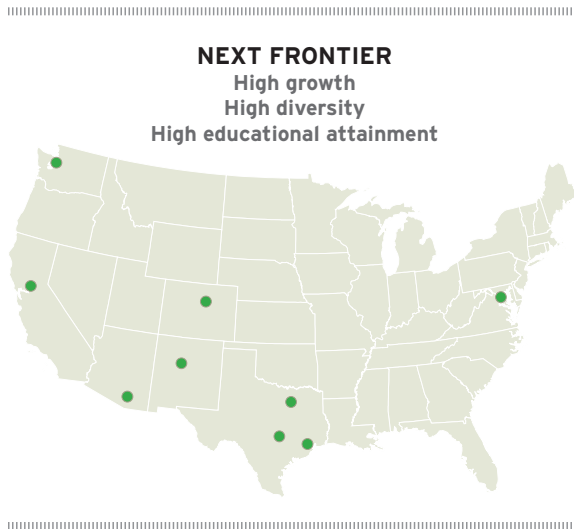 NEXT FRONTIER
High growth
High diversity
High educational attainment